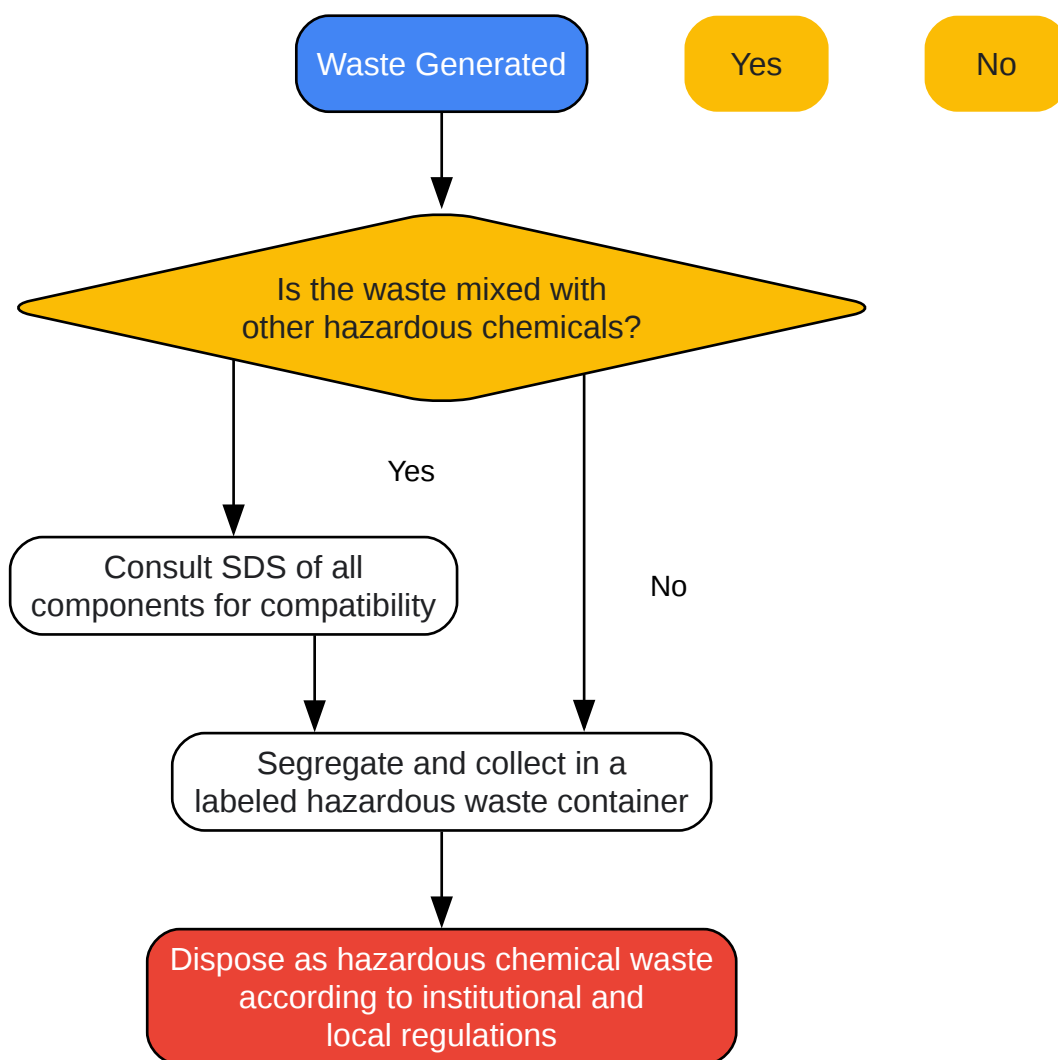 Waste Generated
Yes
No
Is the waste mixed with
other hazardous chemicals?
Yes
Consult SDS of all
components for compatibility
No
Segregate and collect in a
labeled hazardous waste container
Dispose as hazardous chemical waste
according to institutional and
local regulations